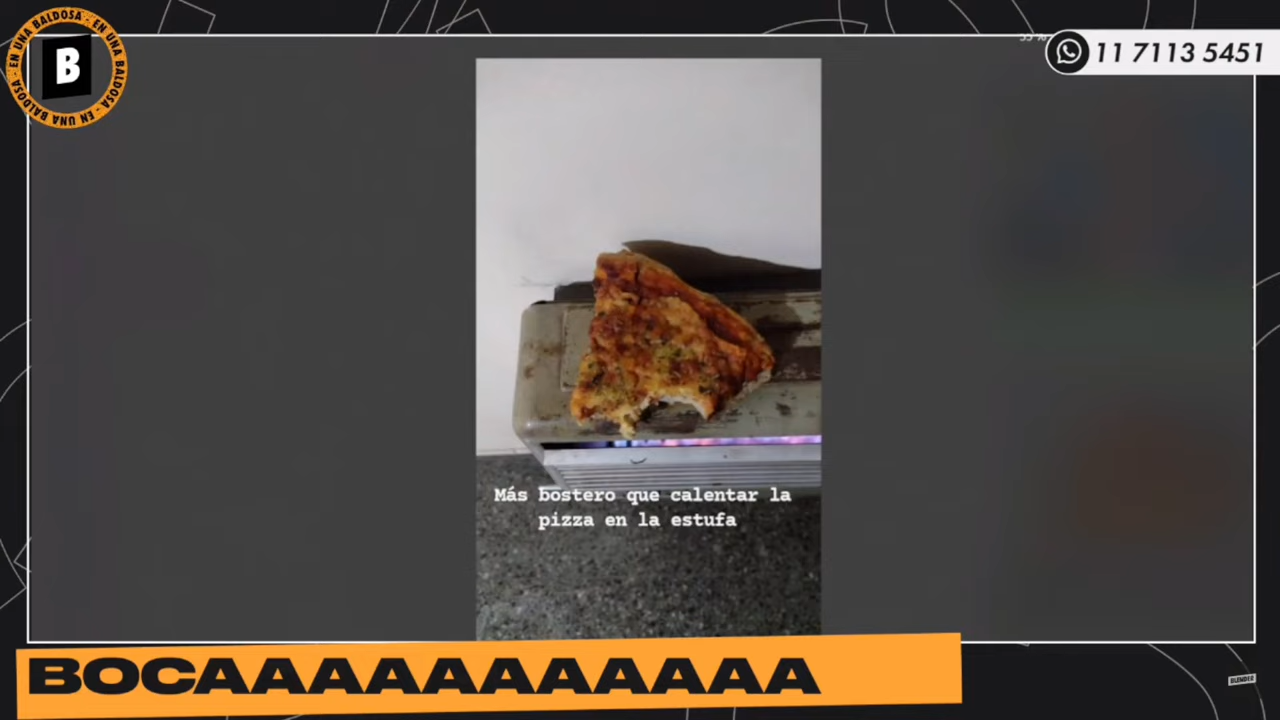 EN UNA BALDOSA - EN UNA BALDOSA - EN UNA BALDOSA -
B
11 7113 5451
Más bostero que calentar la
pizza en la estufa
BOCAAAAAAAAAAAA
BLENDER